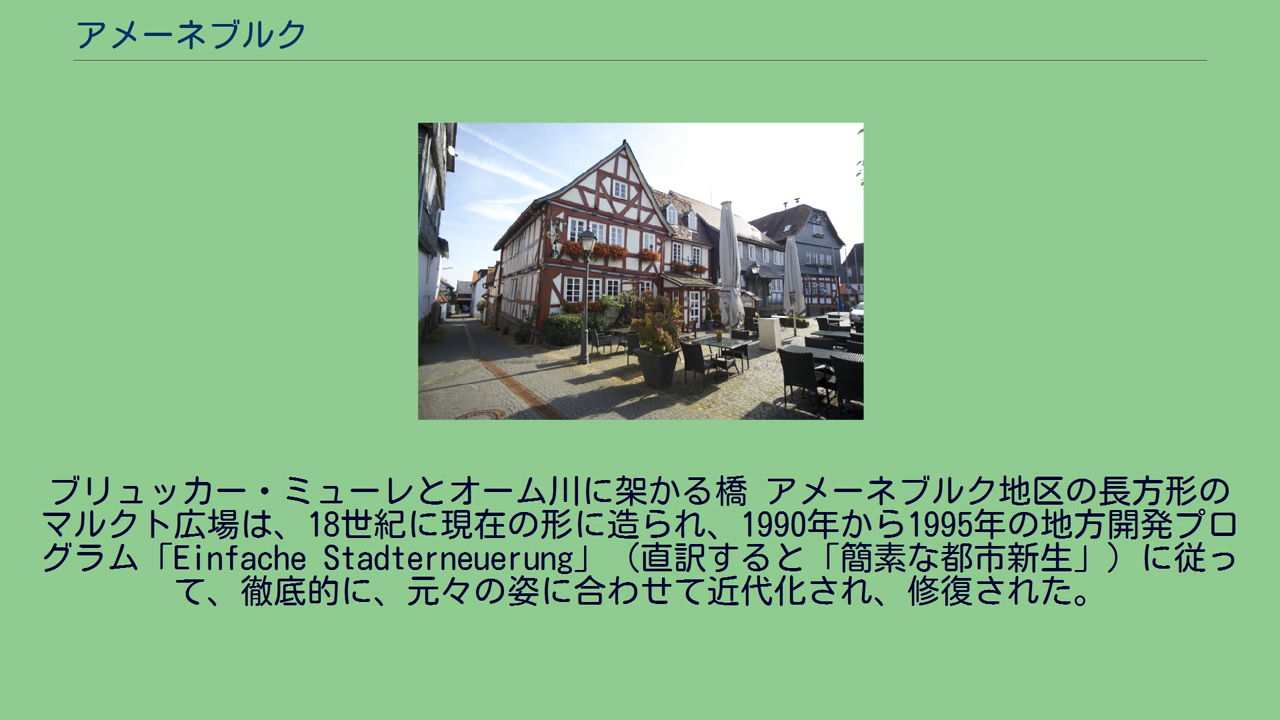 アメーネブルク
ブリュッカー・ミューレとオーム川に架かる橋 アメーネブルク地区の長方形の
マルクト広場は、18世紀に現在の形に造られ、1990年から1995年の地方開発プロ
グラム「Einfache Stadterneuerung」（直訳すると「簡素な都市新生」）に従っ
て、徹底的に、元々の姿に合わせて近代化され、修復された。